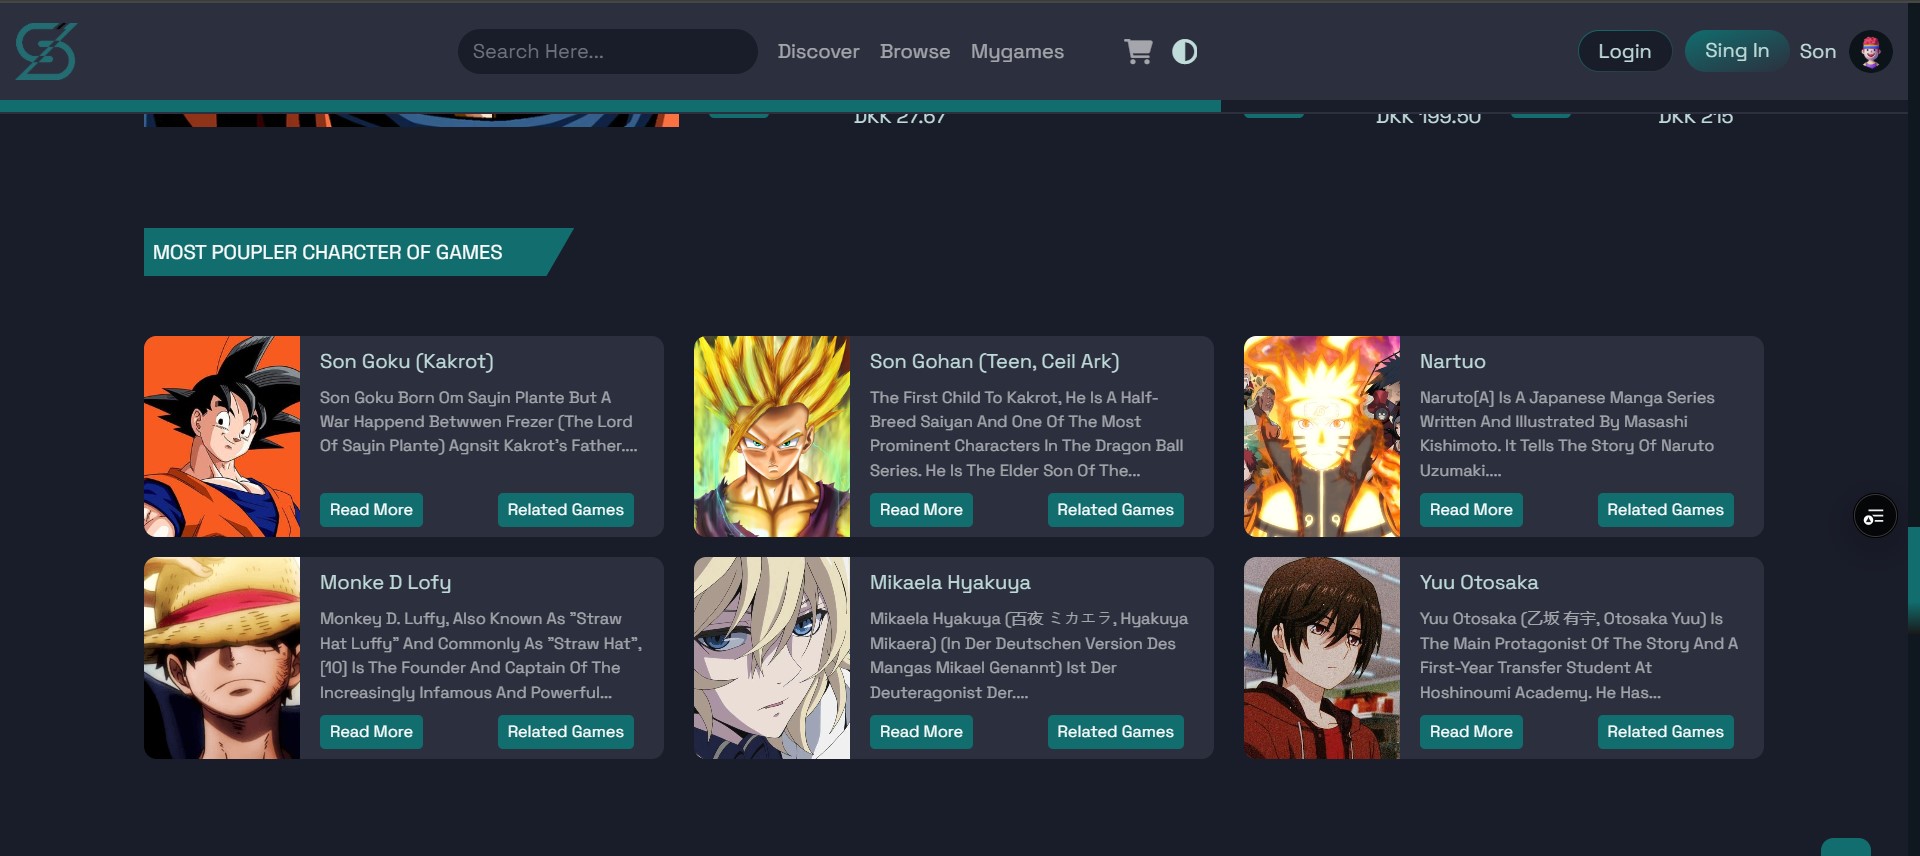 Search Here...
Discover
Browse
Mygames
Login
Sing In
Son
DKK 27.67
DKK 199.50
DKK 215
MOST POUPLER CHARCTER OF GAMES
Son Goku (Kakrot)
Son Goku Born Om Sayin Plante But A
War Happend Betwwen Frezer (The Lord
Of Sayin Plante) Agnsit Kakrot's Father....
Read More
Related Games
Son Gohan (Teen, Ceil Ark)
The First Child To Kakrot, He Is A Half-
Breed Saiyan And One Of The Most
Prominent Characters In The Dragon Ball
Series. He Is The Elder Son Of The...
Read More
Related Games
Nartuo
Naruto[A] Is A Japanese Manga Series
Written And Illustrated By Masashi
Kishimoto. It Tells The Story Of Naruto
Uzumaki....
Read More
Related Games
Monke D Lofy
Monkey D. Luffy, Also Known As "Straw
Hat Luffy" And Commonly As "Straw Hat",
[10] Is The Founder And Captain Of The
Increasingly Infamous And Powerful...
Read More
Related Games
Mikaela Hyakuya
Mikaela Hyakuya (百夜 ミカエラ, Hyakuya
Mikaera) (In Der Deutschen Version Des
Mangas Mikael Genannt) Ist Der
Deuteragonist Der....
Read More
Related Games
Yuu Otosaka
Yuu Otosaka (乙坂 有宇, Otosaka Yuu) Is
The Main Protagonist Of The Story And A
First-Year Transfer Student At
Hoshinoumi Academy. He Has...
Read More
Related Games